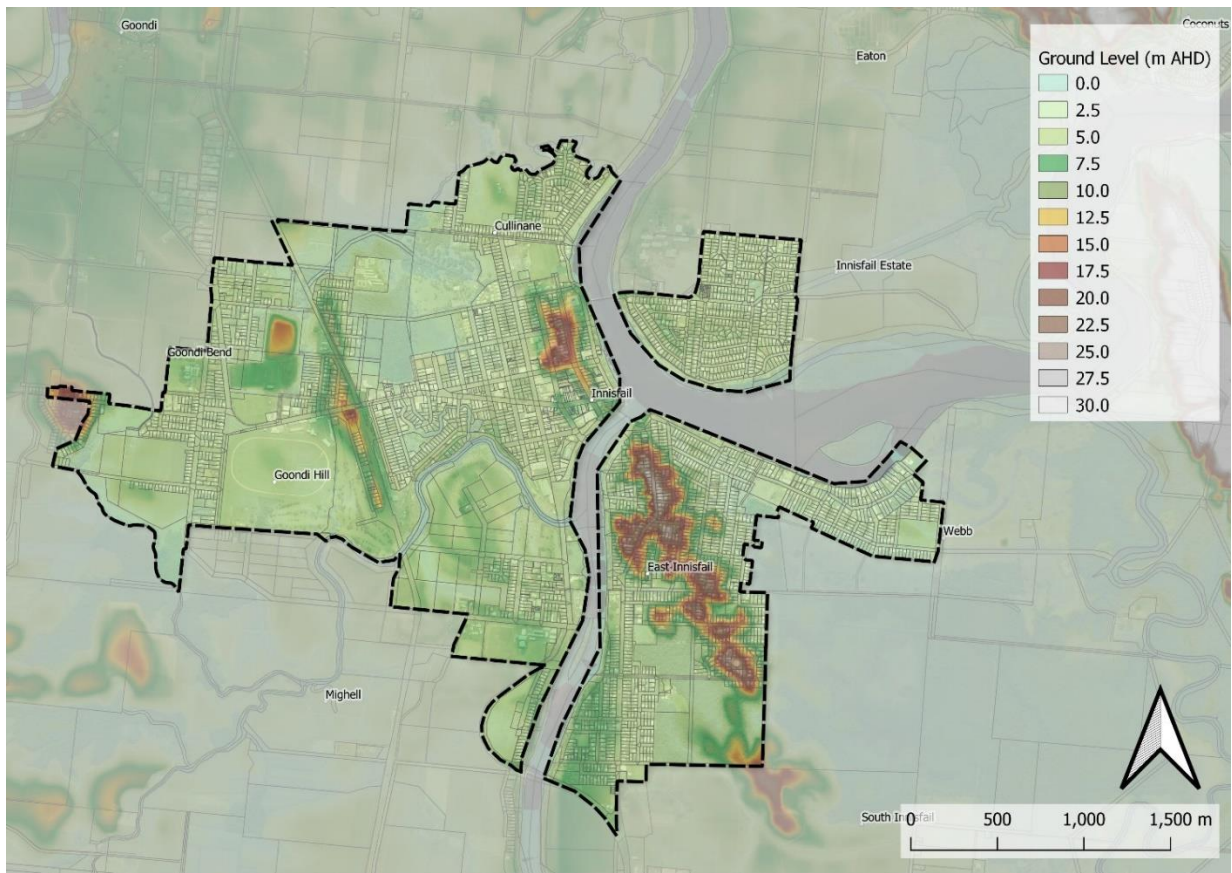 Goondi
Coconuts
Eaton
Ground Level (m AHD)
0.0
2.5
5.0
7.5
10.0
12.5
15.0
17.5
20.0
22.5
25.0
27.5
30.0
Cullinane
Innisfail Estate
Goondi Bend
Innisfail
Goondi Hill
Webb
East Innisfail
Mighell
South Innisfail
0 500 1,000 1,500 m